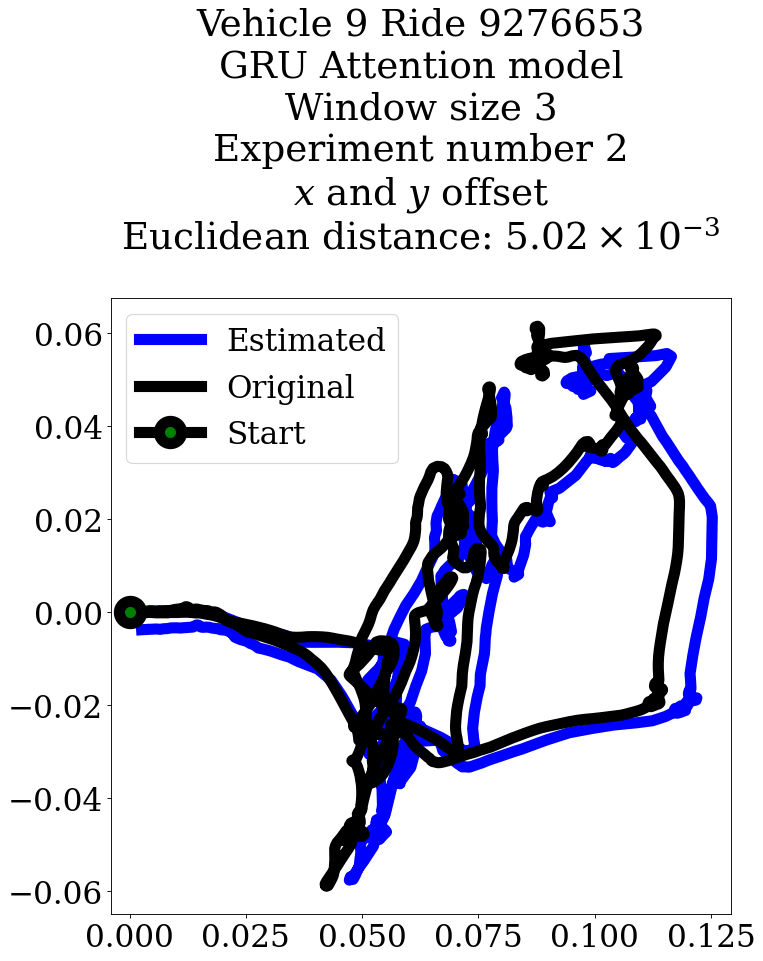 Vehicle 9 Ride 9276653
GRU Attention model
Window size 3
Experiment number 2
x and y offset
Euclidean distance: 5.02 × 10⁻³
Estimated
Original
Start
0.06
0.04
0.02
0.00
−0.02
−0.04
−0.06
0.000 0.025 0.050 0.075 0.100 0.125